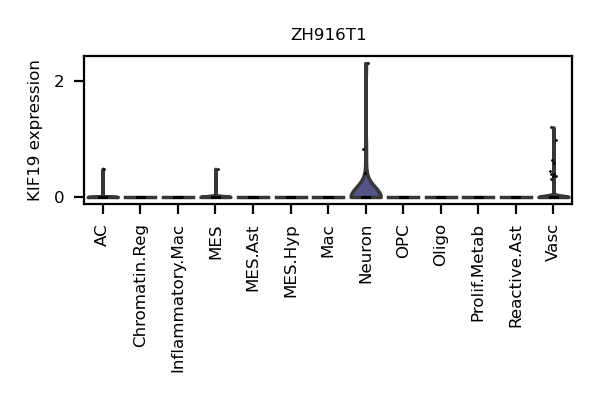 ZH916T1
KIF19 expression
2
0
AC
Chromatin.Reg
Inflammatory.Mac
MES
MES.Ast
MES.Hyp
Mac
Neuron
OPC
Oligo
Prolif.Metab
Reactive.Ast
Vasc